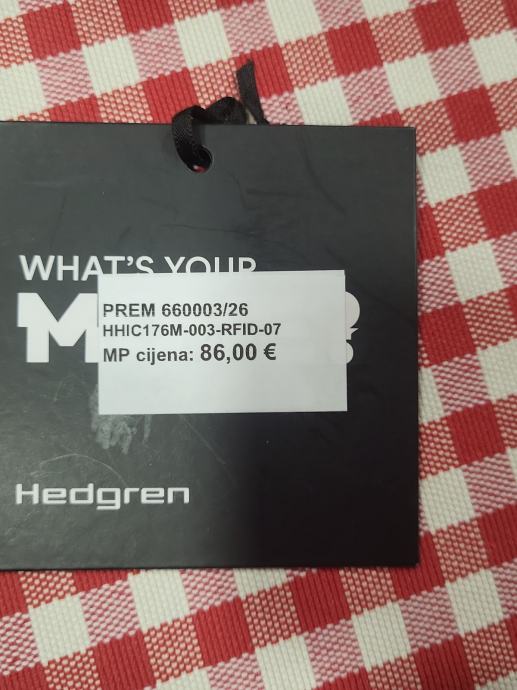 WHAT'S YOUR
M
PREM 660003/26
HHIC176M-003-RFID-07
MP cijena: 86,00 €
Hedgren